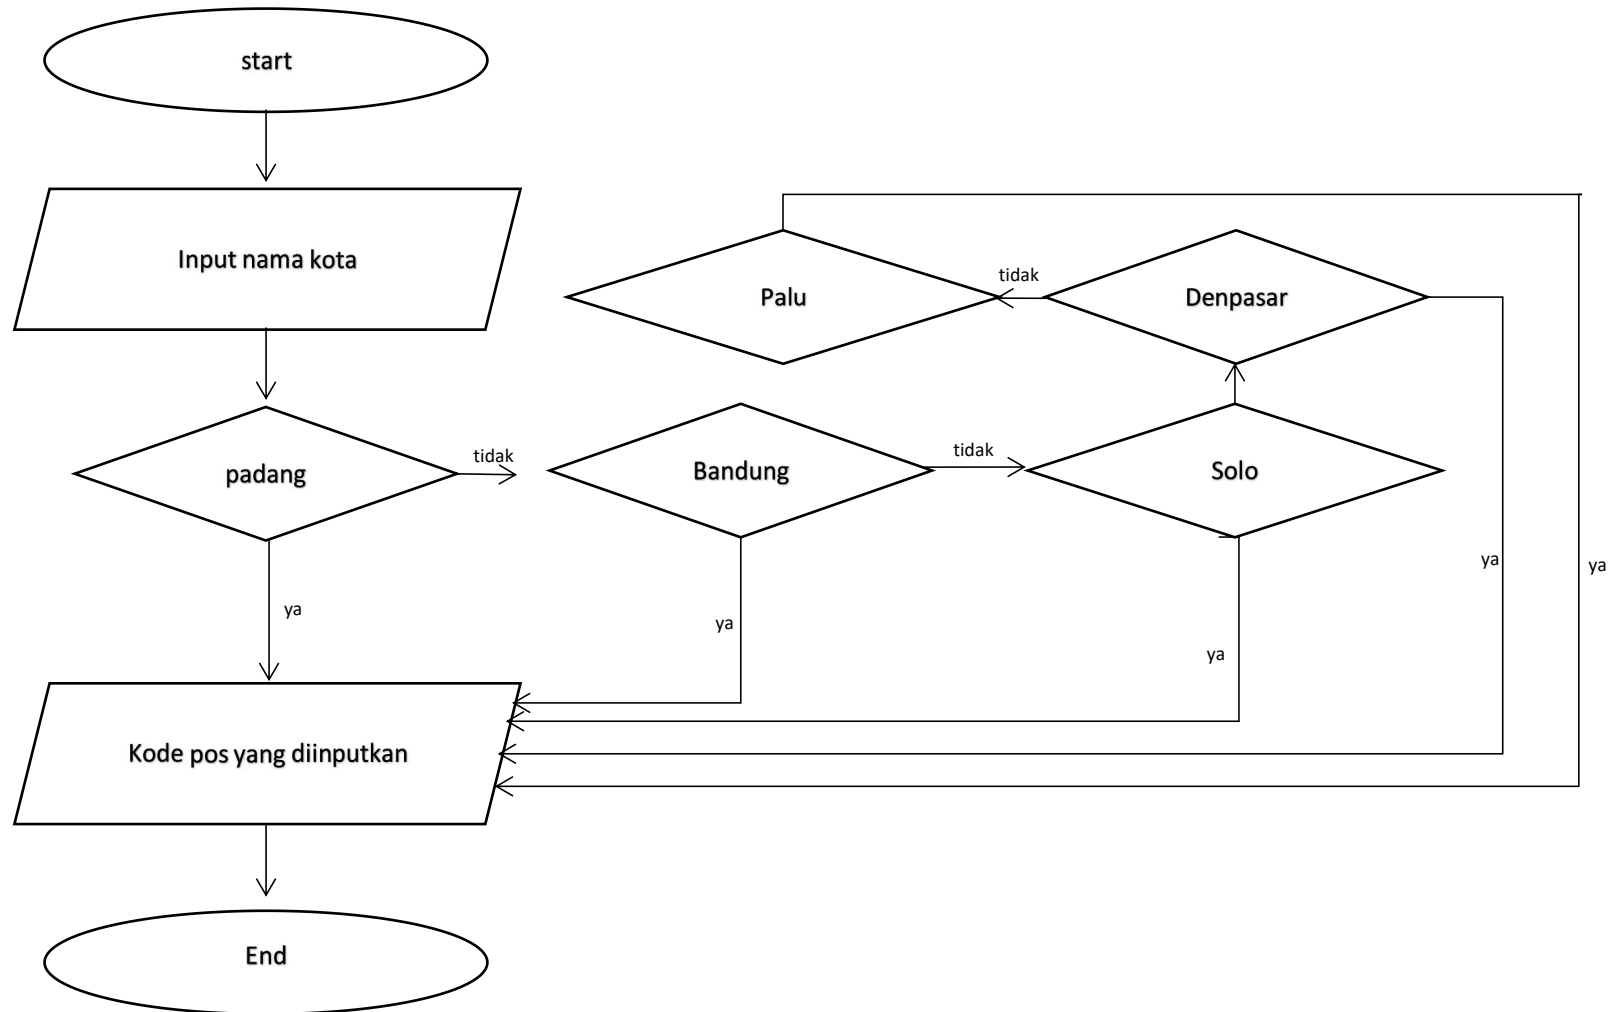 start
Input nama kota
Palu
tidak
Denpasar
padang
tidak
Bandung
tidak
Solo
ya
ya
ya
ya
ya
Kode pos yang diinputkan
End